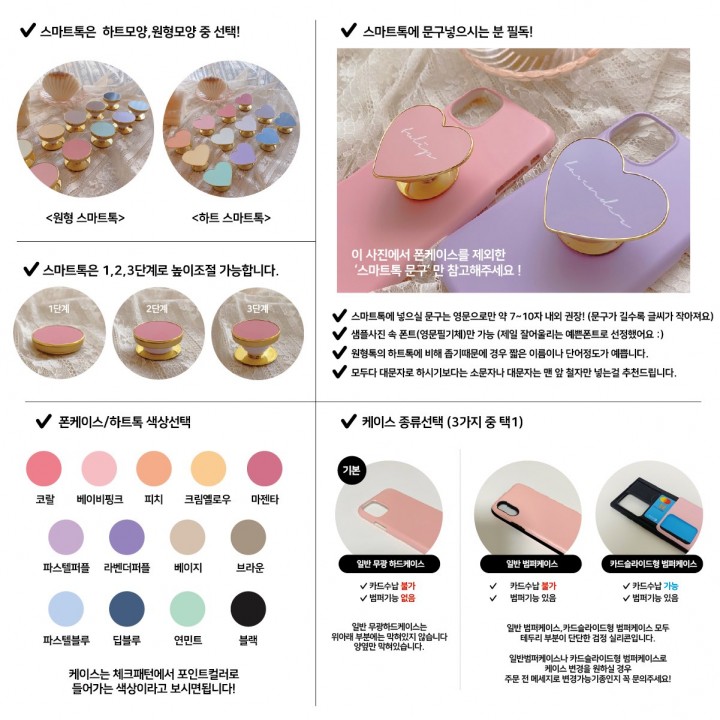 스마트톡은 하트모양,원형모양 중 선택!
<원형 스마트톡>
<하트 스마트톡>
스마트톡은 1,2,3단계로 높이조절 가능합니다.
1단계
2단계
3단계
스마트톡에 문구넣으시는 분 필독!
tulip
lavender
이 사진에서 폰케이스를 제외한
'스마트톡 문구' 만 참고해주세요 !
스마트톡에 넣으실 문구는 영문으로만 약 7~10자 내외 권장! (문구가 길수록 글씨가 작아져요)
샘플사진 속 폰트(영문필기체)만 가능 (제일 잘어울리는 예쁜폰트로 선정했어요 :)
원형톡의 하트톡에 비해 좁기때문에 경우 짧은 이름이나 단어정도가 예쁩니다.
모두다 대문자로 하시기보다는 소문자나 대문자는 맨 앞 철자만 넣는걸 추천드립니다.
폰케이스/하트톡 색상선택
코랄
베이비핑크
피치
크림옐로우
마젠타
파스텔퍼플
라벤더퍼플
베이지
브라운
파스텔블루
딥블루
연민트
블랙
케이스는 체크패턴에서 포인트컬러로
들어가는 색상이라고 보시면됩니다!
케이스 종류선택 (3가지 중 택1)
기본
일반 무광 하드케이스
카드수납 불가
범퍼기능 없음
일반 무광하드케이스는
위아래 부분에는 막혀있지 않습니다
양옆만 막혀있습니다.
일반 범퍼케이스
카드수납 불가
범퍼기능 있음
카드슬라이드형 범퍼케이스
카드수납 가능
범퍼기능 있음
일반 범퍼케이스,카드슬라이드형 범퍼케이스 모두
테두리 부분이 단단한 검정 실리콘입니다.
일반범퍼케이스나 카드슬라이드형 범퍼케이스로
케이스 변경을 원하실 경우
주문 전 메세지로 변경가능기종인지 꼭 문의주세요!